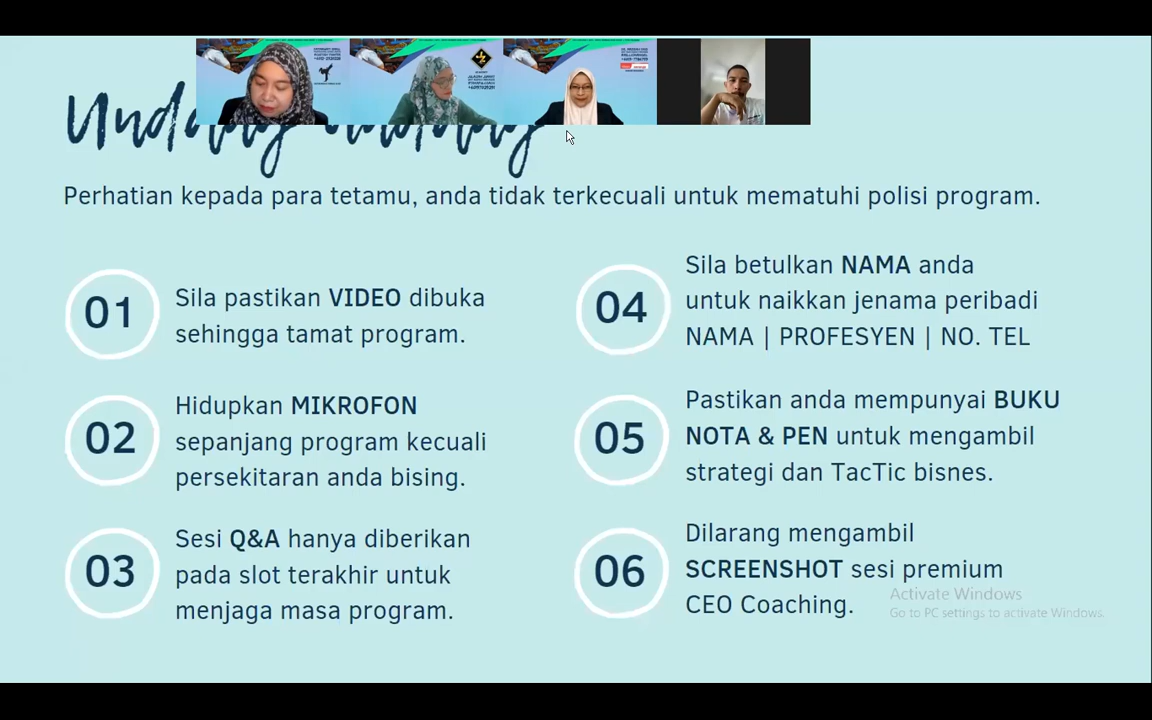 Perhatian kepada para tetamu, anda tidak terkecuali untuk mematuhi polisi program.
01
Sila pastikan VIDEO dibuka
sehingga tamat program.
02
Hidupkan MIKROFON
sepanjang program kecuali
persekitaran anda bising.
03
Sesi Q&A hanya diberikan
pada slot terakhir untuk
menjaga masa program.
04
Sila betulkan NAMA anda
untuk naikkan jenama peribadi
NAMA | PROFESYEN | NO. TEL
05
Pastikan anda mempunyai BUKU
NOTA & PEN untuk mengambil
strategi dan TacTic bisnes.
06
Dilarang mengambil
SCREENSHOT sesi premium
CEO Coaching.
Activate Windows
Go to PC settings to activate Windows.